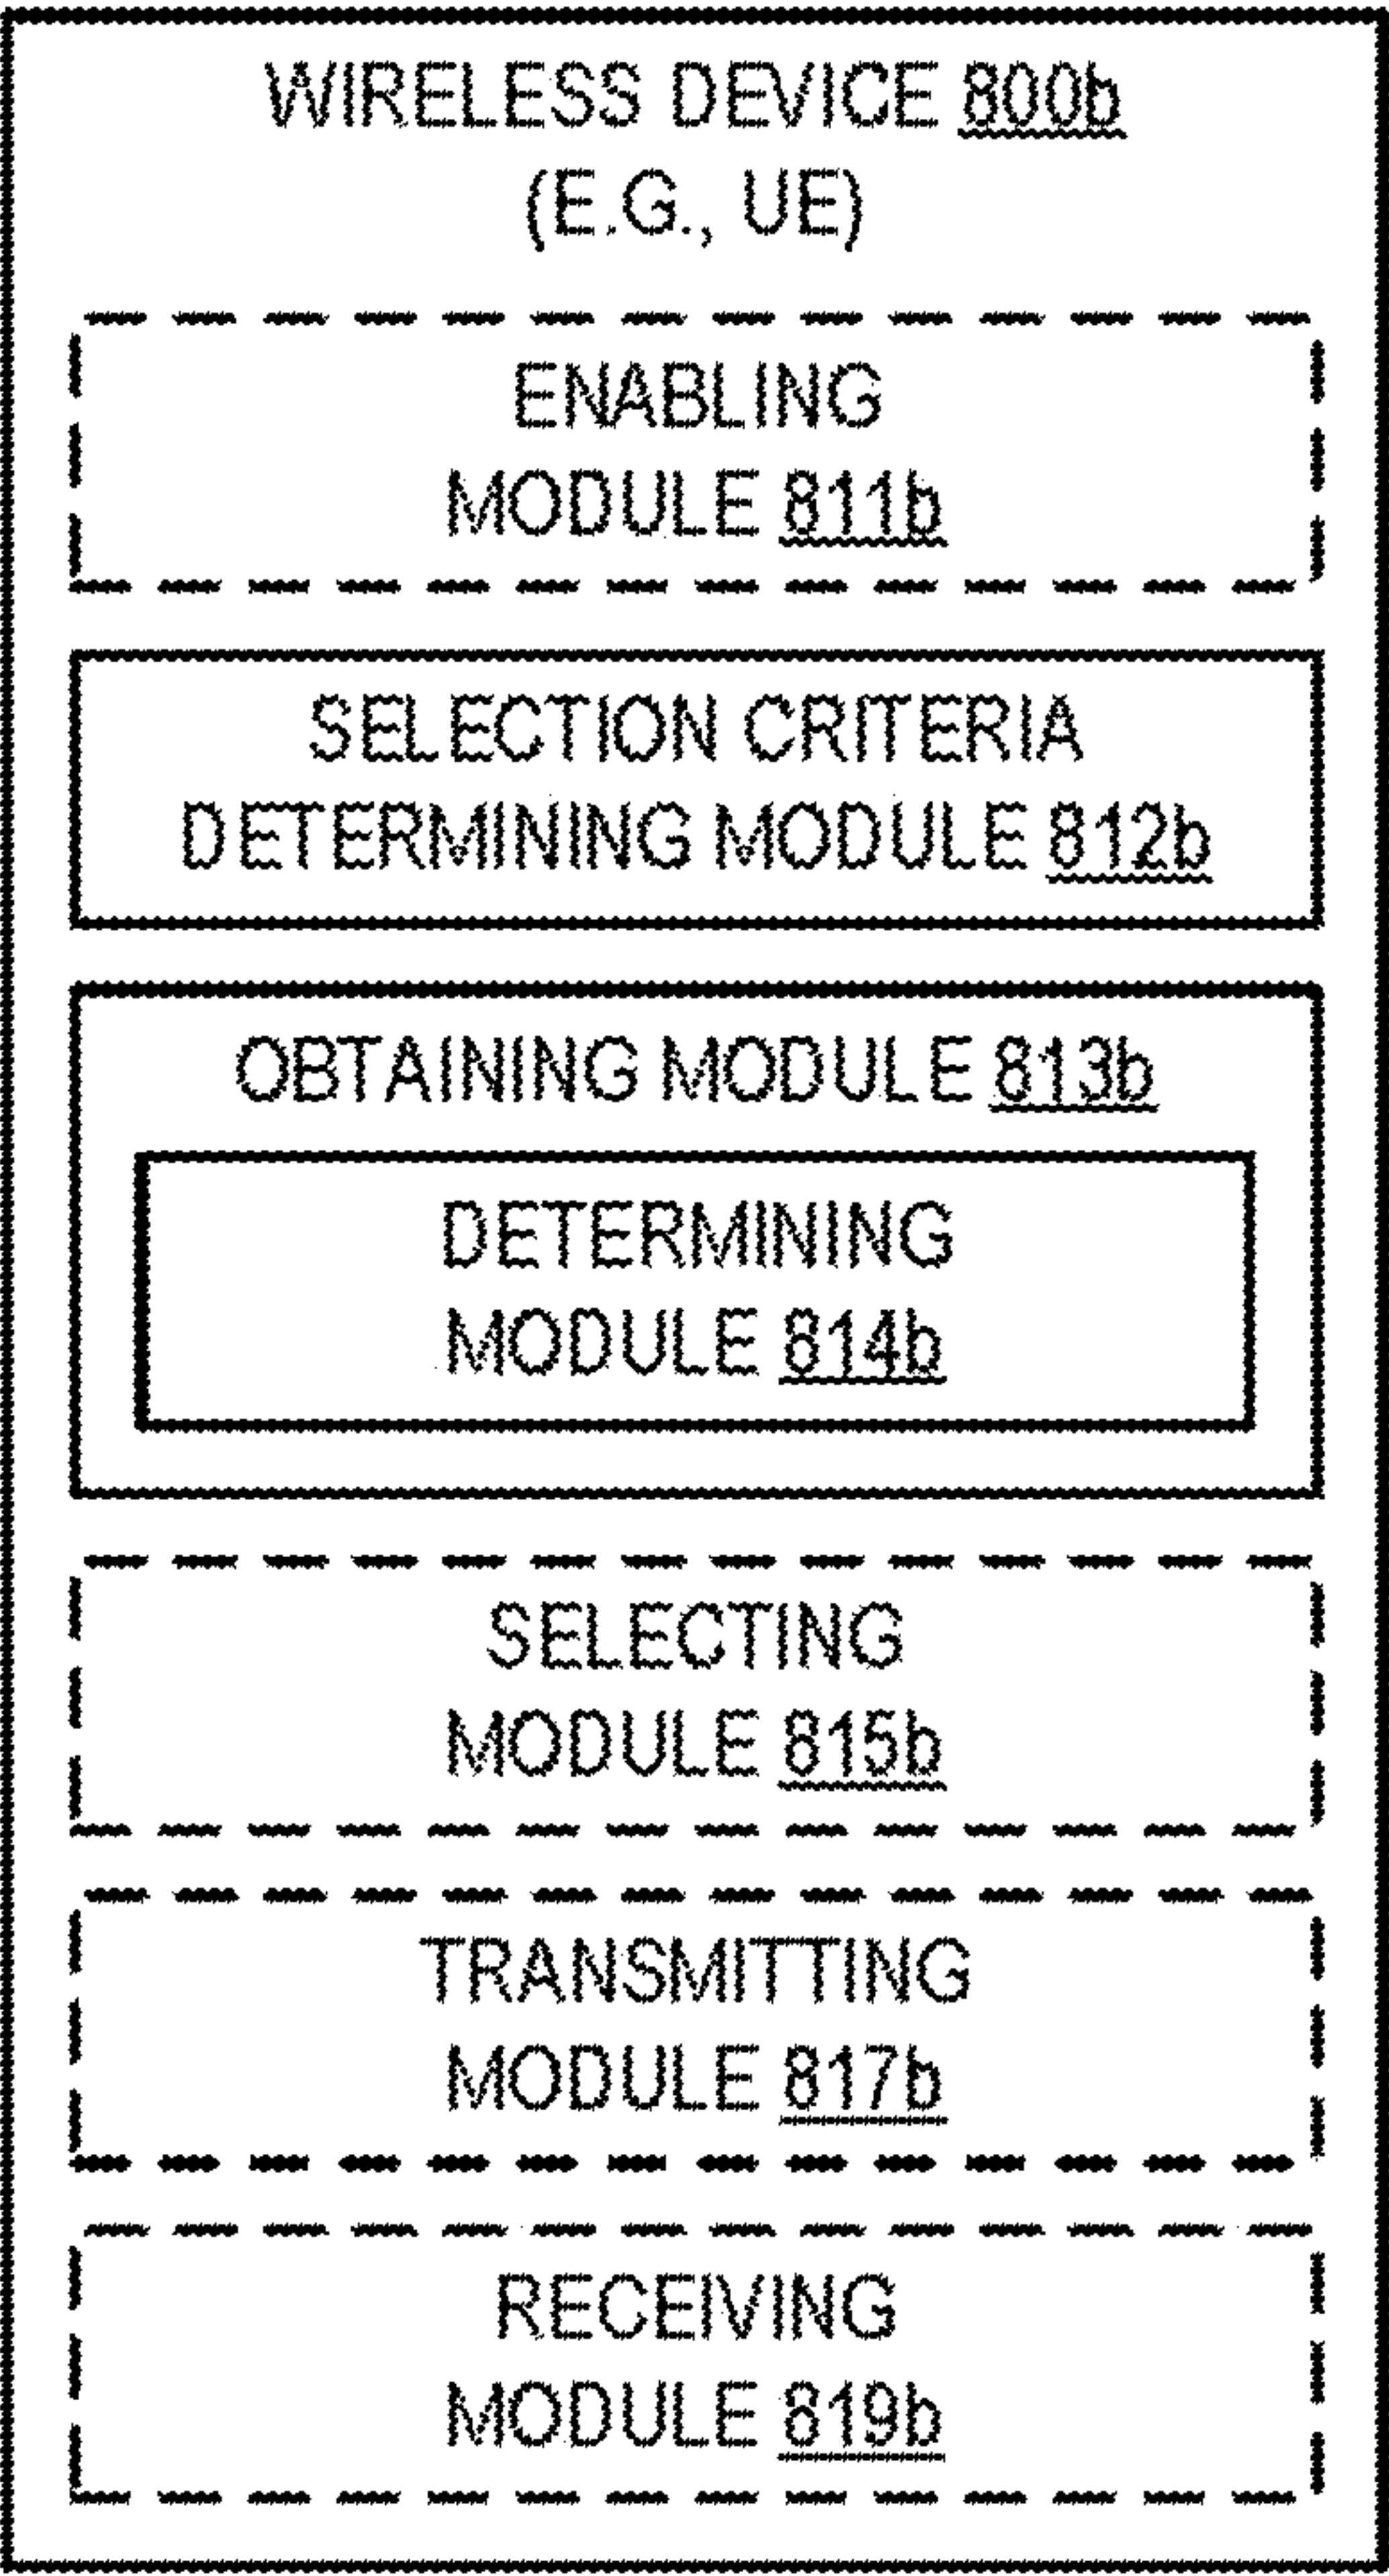 WIRELESS DEVICE 800b
(E.G., UE)
ENABLING
MODULE 811b
SELECTION CRITERIA
DETERMINING MODULE 812b
OBTAINING MODULE 813b
DETERMINING
MODULE 814b
SELECTING
MODULE 815b
TRANSMITTING
MODULE 817b
RECEIVING
MODULE 819b